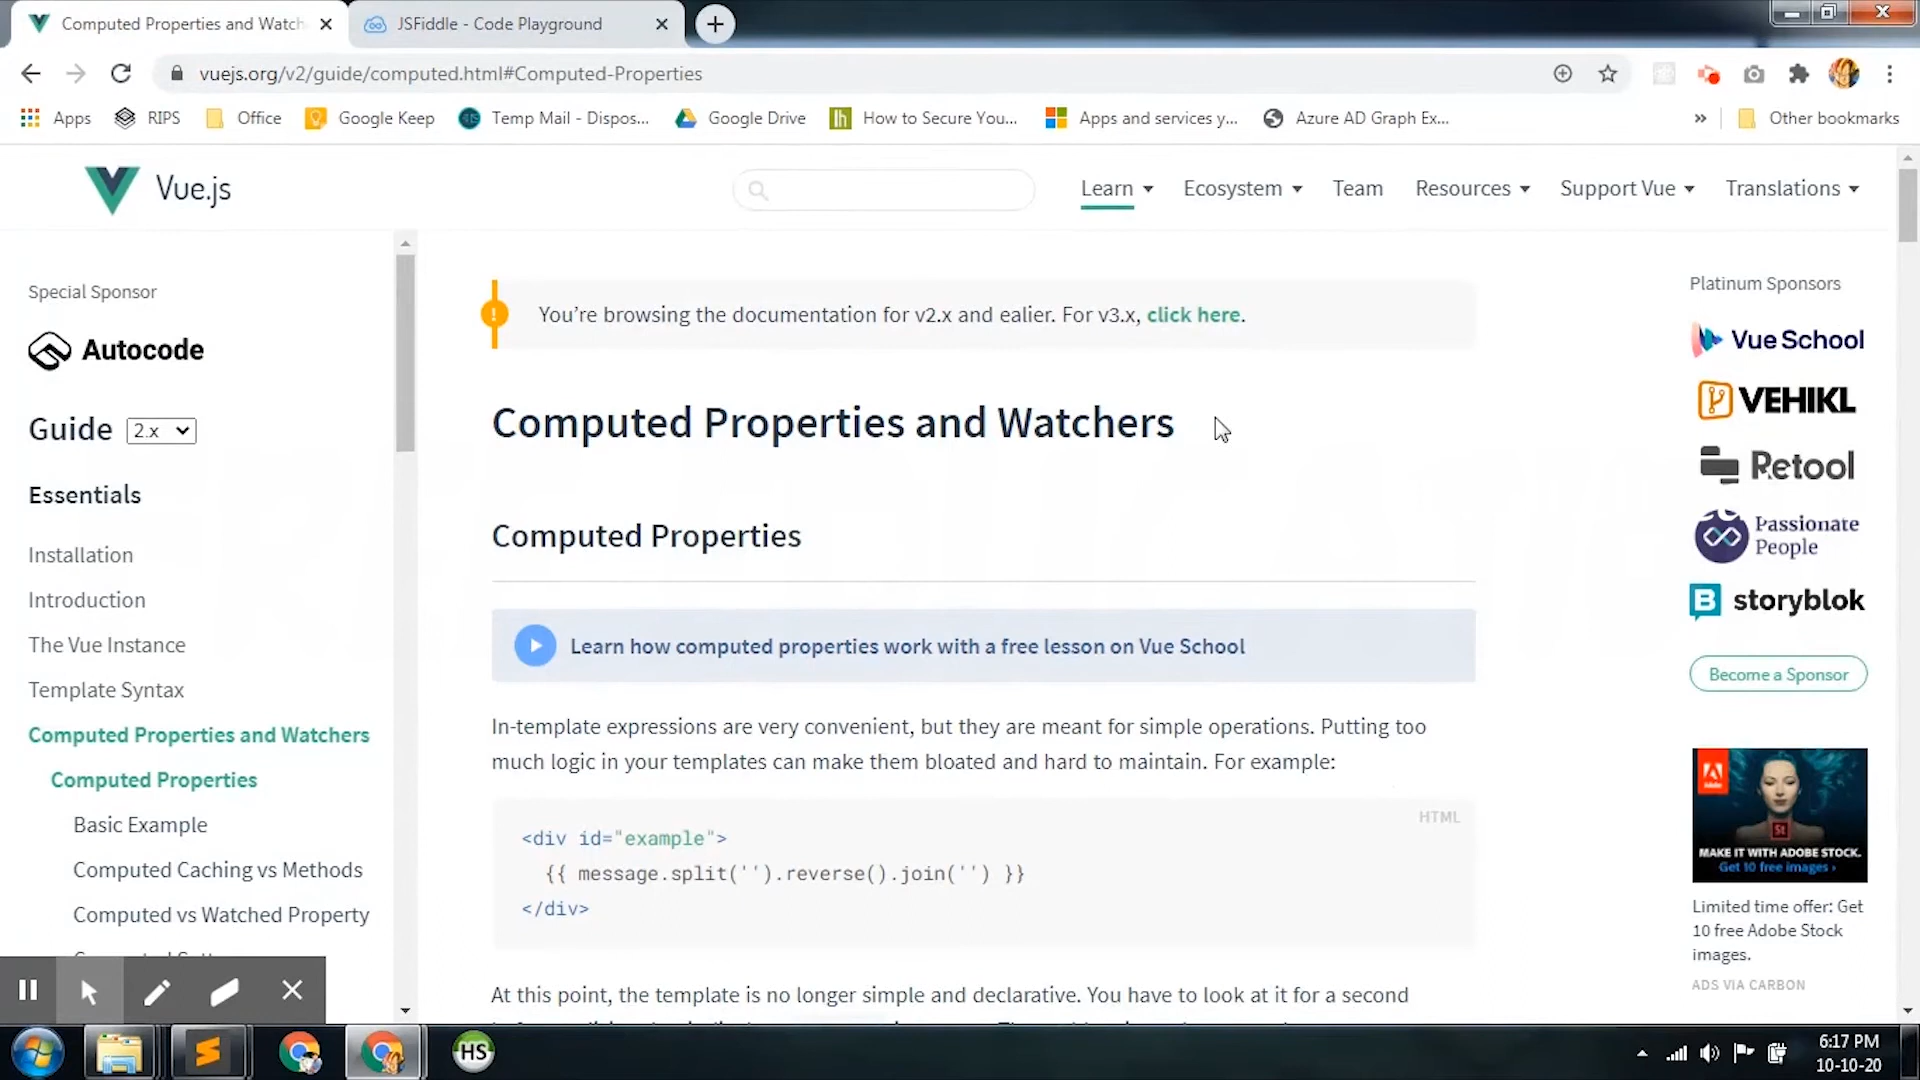 Computed Properties and Watch
JSFiddle - Code Playground
vuejs.org/v2/guide/computed.html#Computed-Properties
Apps
RIPS
Office
Google Keep
Temp Mail - Dispos...
Google Drive
How to Secure You...
Apps and services y...
Azure AD Graph Ex...
»
Other bookmarks
Vue.js
Learn
Ecosystem
Team
Resources
Support Vue
Translations
Special Sponsor
Autocode
Guide 2.x
Essentials
Installation
Introduction
The Vue Instance
Template Syntax
Computed Properties and Watchers
Computed Properties
Basic Example
Computed Caching vs Methods
Computed vs Watched Property
You’re browsing the documentation for v2.x and ealier. For v3.x, click here.
Computed Properties and Watchers
Computed Properties
Learn how computed properties work with a free lesson on Vue School
In-template expressions are very convenient, but they are meant for simple operations. Putting too
much logic in your templates can make them bloated and hard to maintain. For example:
HTML
<div id="example">
{{ message.split('').reverse().join('') }}
</div>
At this point, the template is no longer simple and declarative. You have to look at it for a second
Platinum Sponsors
Vue School
VEHIKL
Retool
Passionate
People
storyblok
Become a Sponsor
St
MAKE IT WITH ADOBE STOCK.
Get 10 free images ›
Limited time offer: Get
10 free Adobe Stock
images.
ADS VIA CARBON
HS
6:17 PM
10-10-20